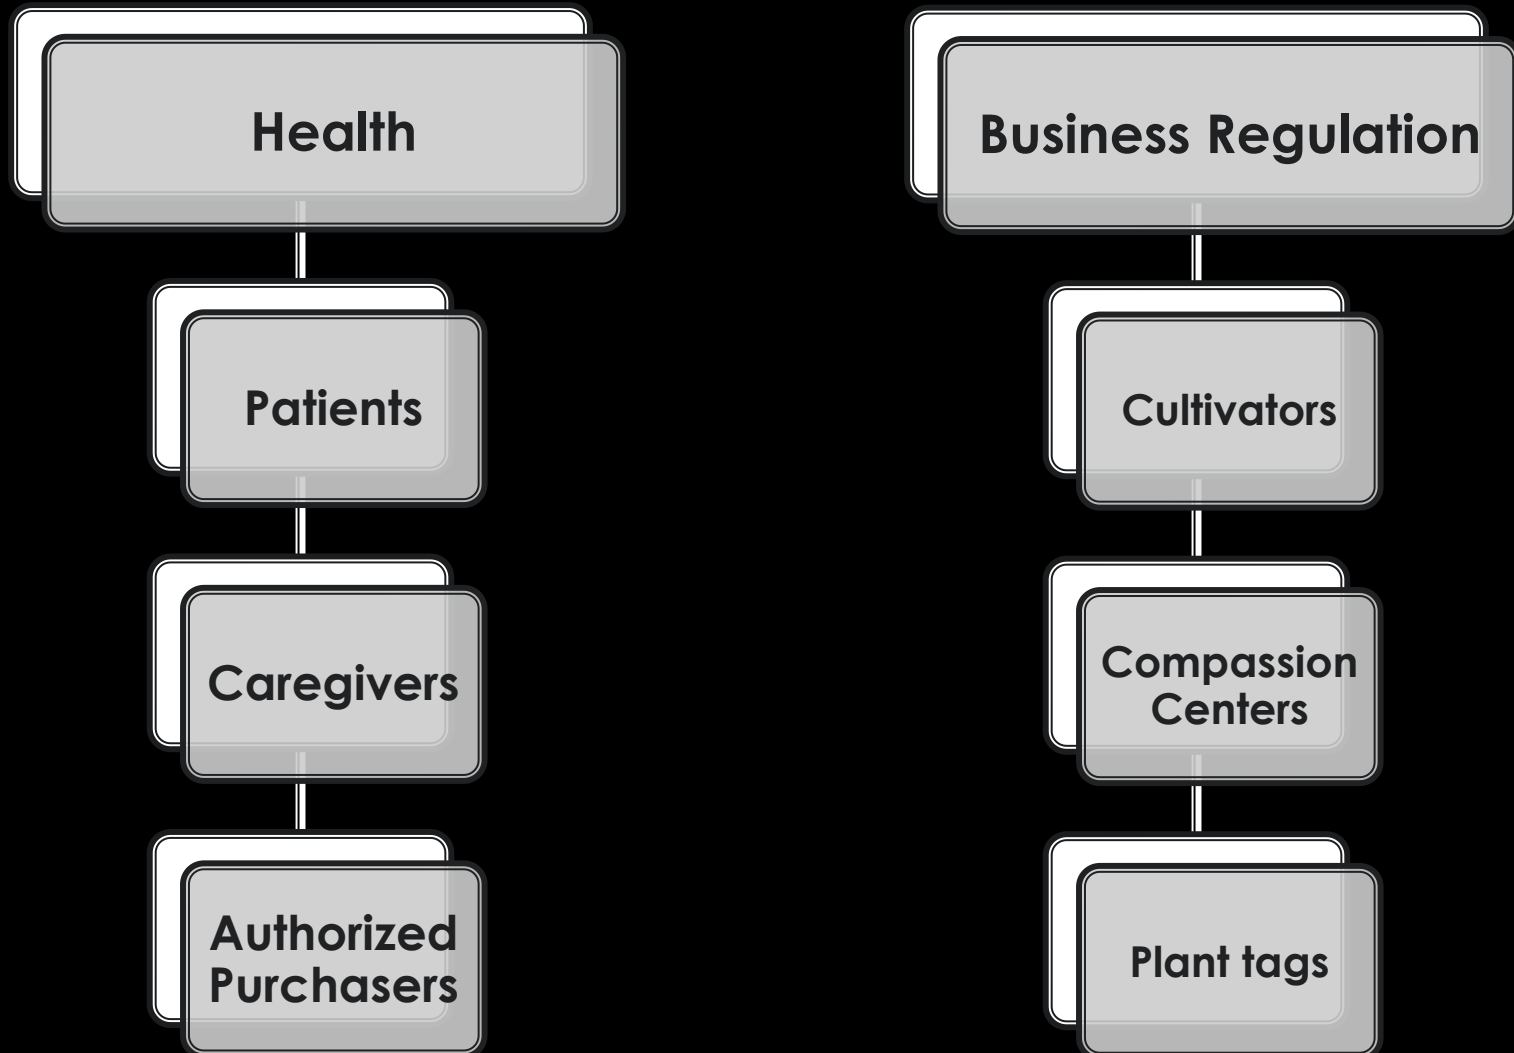 Health
Patients
Caregivers
Authorized
Purchasers
Business Regulation
Cultivators
Compassion
Centers
Plant tags